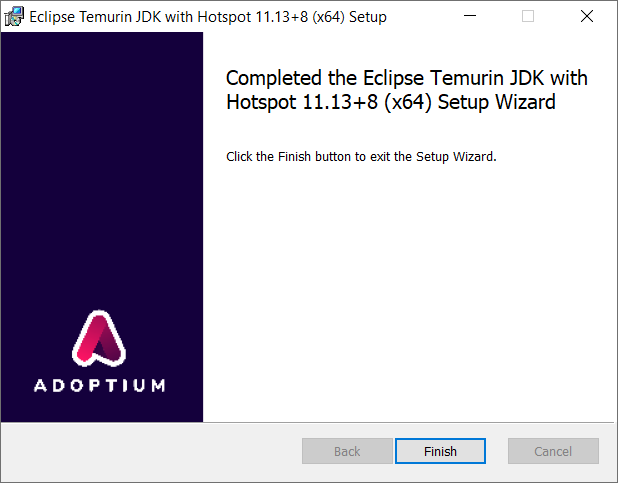 Eclipse Temurin JDK with Hotspot 11.13+8 (x64) Setup
Completed the Eclipse Temurin JDK with
Hotspot 11.13+8 (x64) Setup Wizard
Click the Finish button to exit the Setup Wizard.
ADOPTIUM
Back
Finish
Cancel